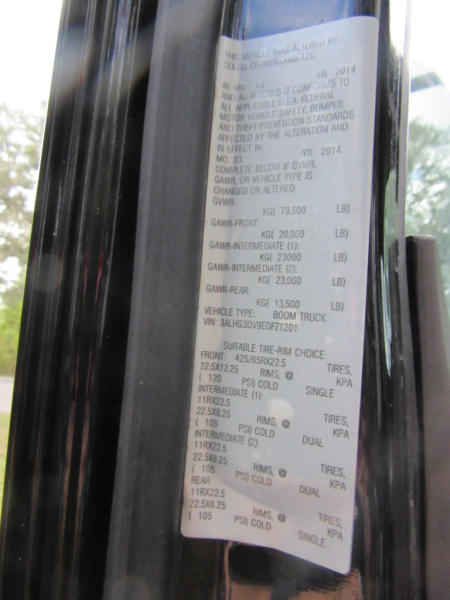 THIS VEHICLE WAS ALTERED BY:
CRANEWORKS LLC
IN MO. 03 YR. 2014
AND AS ALTERED IT CONFORMS TO
ALL APPLICABLE U.S.A. FEDERAL
MOTOR VEHICLE SAFETY, BUMPER
AND THEFT PREVENTION STANDARDS
AFFECTED BY THE ALTERATION AND
IN EFFECT IN:
MO. 03 YR. 2014
COMPLETE BELOW IF GVWR,
GAWR, OR VEHICLE TYPE IS
CHANGED OR ALTERED
GVWR:
KG( 79,500 LB)
GAWR-FRONT:
KG( 20,000 LB)
GAWR-INTERMEDIATE (1):
KG( 23000 LB)
GAWR-INTERMEDIATE (2):
KG( 23,000 LB)
GAWR-REAR:
KG( 13,500 LB)
VEHICLE TYPE: BOOM TRUCK
VIN: 3ALHG3DV9EDFZ1201
SUITABLE TIRE-RIM CHOICE
FRONT: 425/65RX22.5 TIRES,
22.5X12.25 RIMS, @ KPA
( 120 PSI) COLD SINGLE
INTERMEDIATE (1):
11RX22.5 TIRES,
22.5X8.25 RIMS, @ KPA
( 105 PSI) COLD DUAL
INTERMEDIATE (2):
11RX22.5 TIRES,
22.5X8.25 RIMS, @ KPA
( 105 PSI) COLD DUAL
REAR
11RX22.5 TIRES,
22.5X8.25 RIMS, @ KPA
( 105 PSI) COLD SINGLE